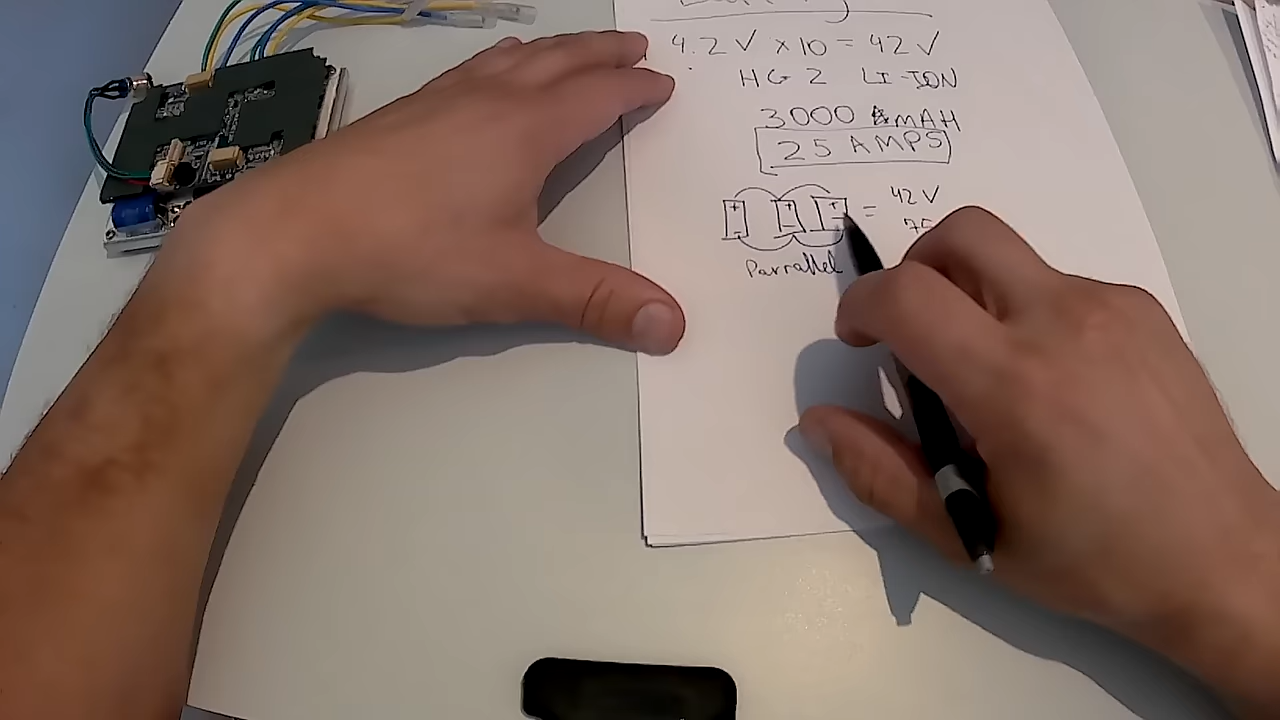 4.2 V x 10 = 42 V
HG2 LI-ION
3000 MAH
25 AMPS
+ + + = 42 V
Parrallel